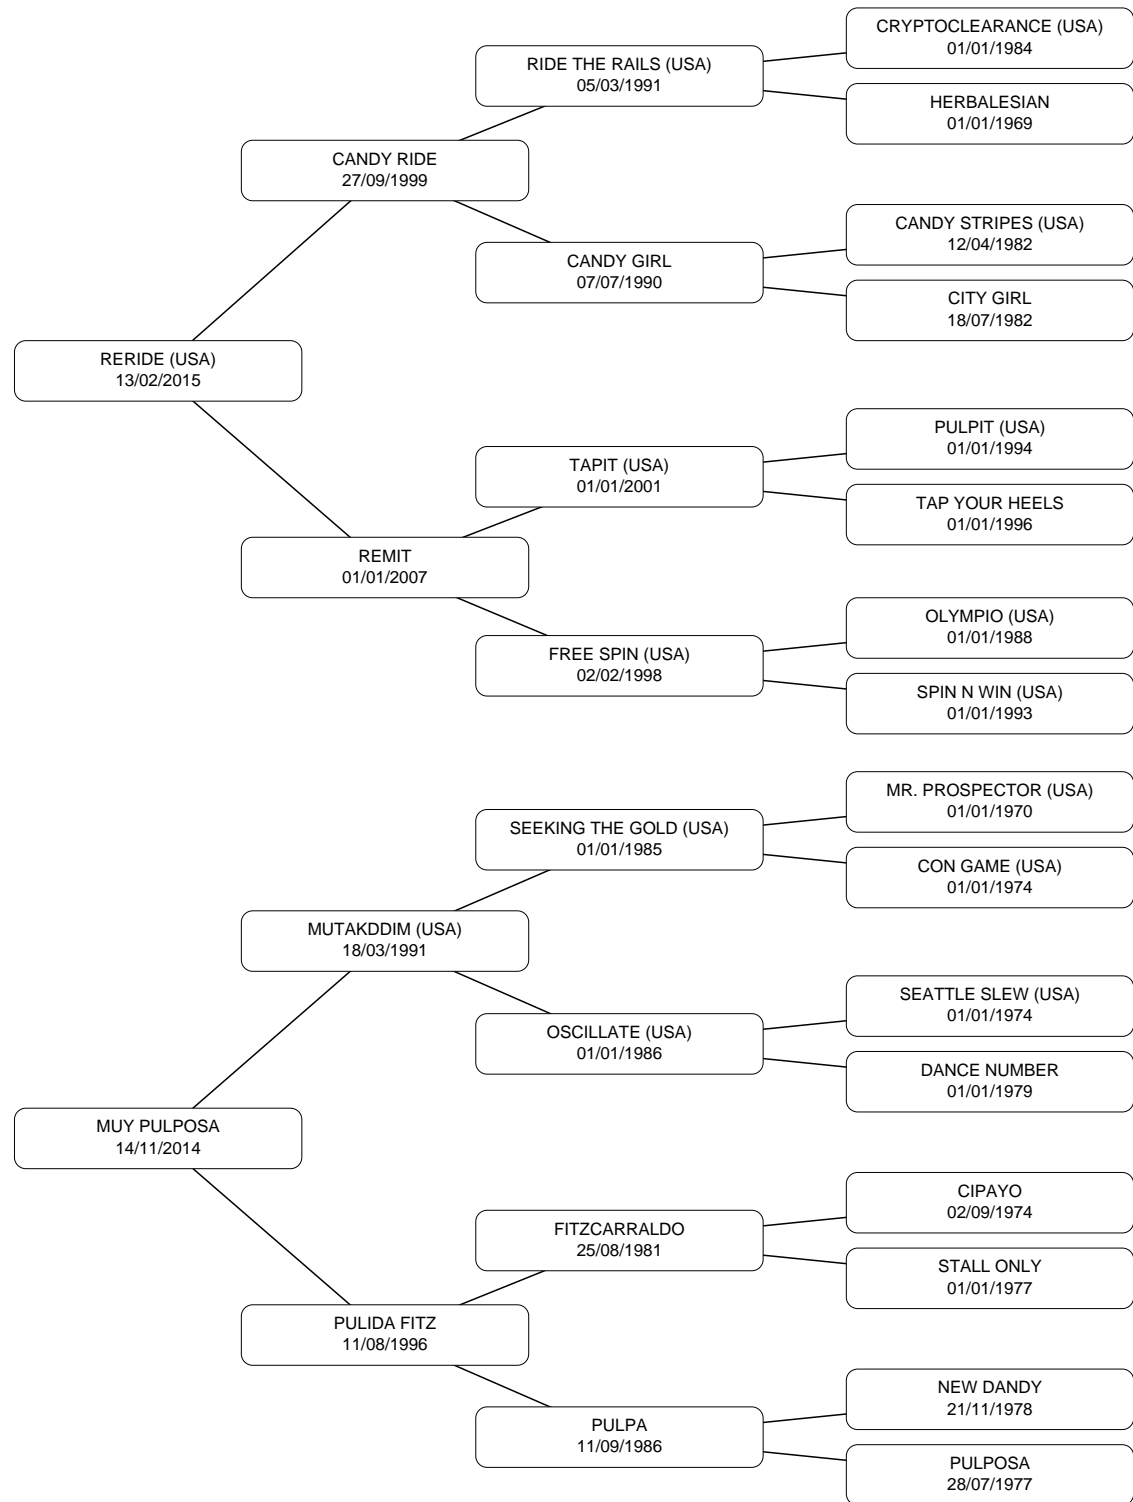 CRYPTOCLEARANCE (USA)
01/01/1984
RIDE THE RAILS (USA)
05/03/1991
HERBALESIAN
01/01/1969
CANDY RIDE
27/09/1999
CANDY STRIPES (USA)
12/04/1982
CANDY GIRL
07/07/1990
CITY GIRL
18/07/1982
RERIDE (USA)
13/02/2015
PULPIT (USA)
01/01/1994
TAPIT (USA)
01/01/2001
TAP YOUR HEELS
01/01/1996
REMIT
01/01/2007
OLYMPIO (USA)
01/01/1988
FREE SPIN (USA)
02/02/1998
SPIN N WIN (USA)
01/01/1993
MR. PROSPECTOR (USA)
01/01/1970
SEEKING THE GOLD (USA)
01/01/1985
CON GAME (USA)
01/01/1974
MUTAKDDIM (USA)
18/03/1991
SEATTLE SLEW (USA)
01/01/1974
OSCILLATE (USA)
01/01/1986
DANCE NUMBER
01/01/1979
MUY PULPOSA
14/11/2014
CIPAYO
02/09/1974
FITZCARRALDO
25/08/1981
STALL ONLY
01/01/1977
PULIDA FITZ
11/08/1996
NEW DANDY
21/11/1978
PULPA
11/09/1986
PULPOSA
28/07/1977